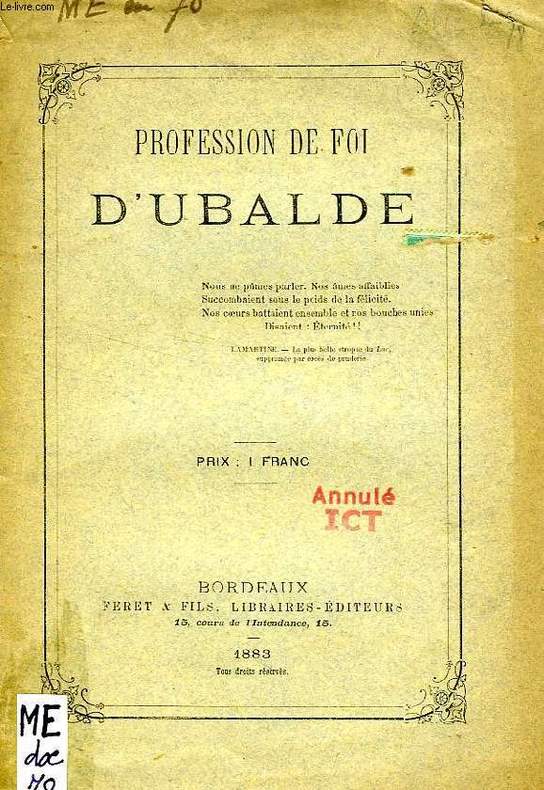 Le-livre.com
ME en 70
PROFESSION DE FOI
D'UBALDE
Nous ne pûmes parler. Nos âmes affaiblies
Succombaient sous le poids de la félicité.
Nos cœurs battaient ensemble et nos bouches unies
Disaient : Éternité !!
LAMARTINE. — La plus belle strophe du Lac,
supprimée par excès de pruderie.
PRIX : 1 FRANC
Annulé
ICT
BORDEAUX
FERET & FILS, LIBRAIRES-ÉDITEURS
15, cours de l'Intendance, 15.
1883
Tous droits réservés.
ME
doc
70